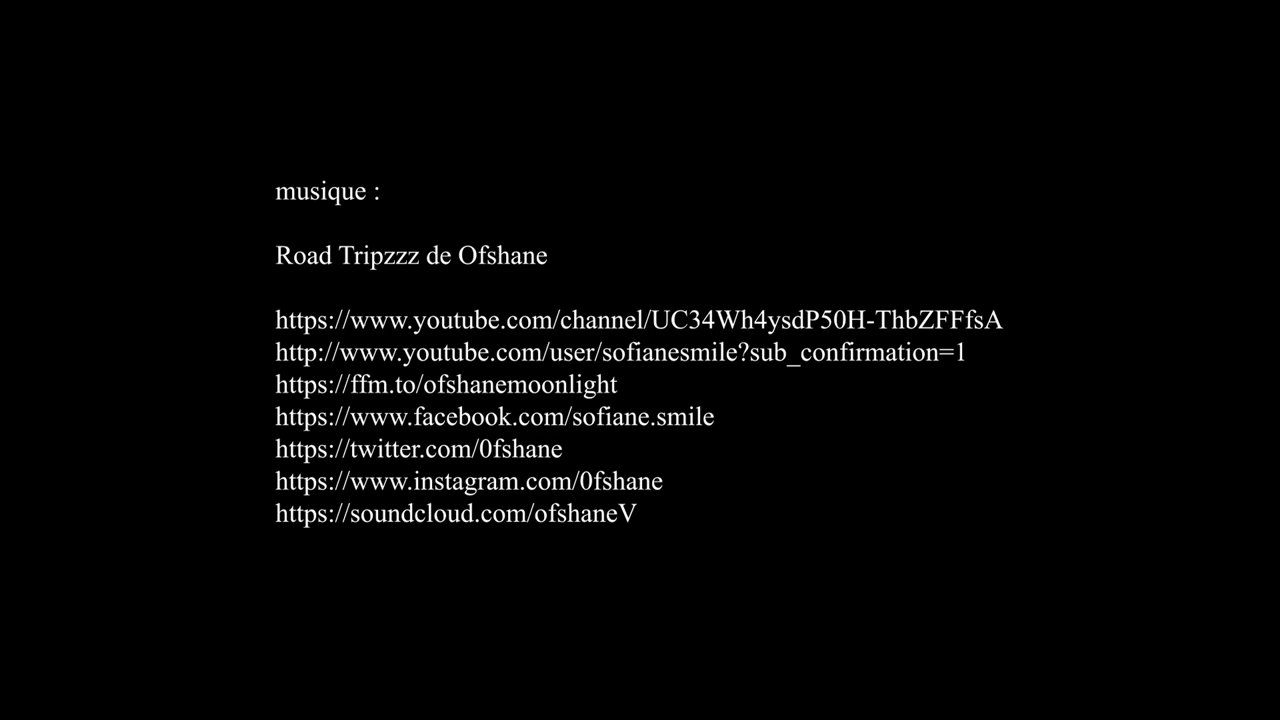 musique :
Road Tripzzz de Ofshane
https://www.youtube.com/channel/UC34Wh4ysdP50H-ThbZFFfsA
http://www.youtube.com/user/sofianesmile?sub_confirmation=1
https://ffm.to/ofshanemoonlight
https://www.facebook.com/sofiane.smile
https://twitter.com/0fshane
https://www.instagram.com/0fshane
https://soundcloud.com/ofshaneV